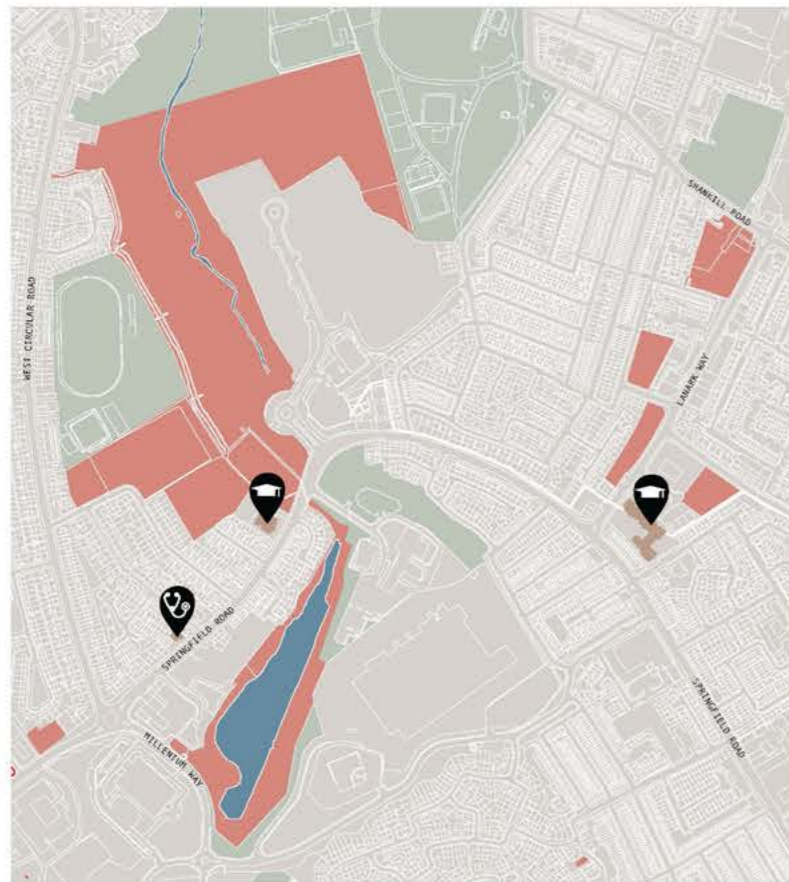 SHANKILL ROAD
WEST CIRCULAR ROAD
LANARK WAY
SPRINGFIELD ROAD
SPRINGFIELD ROAD
MILLENIUM WAY